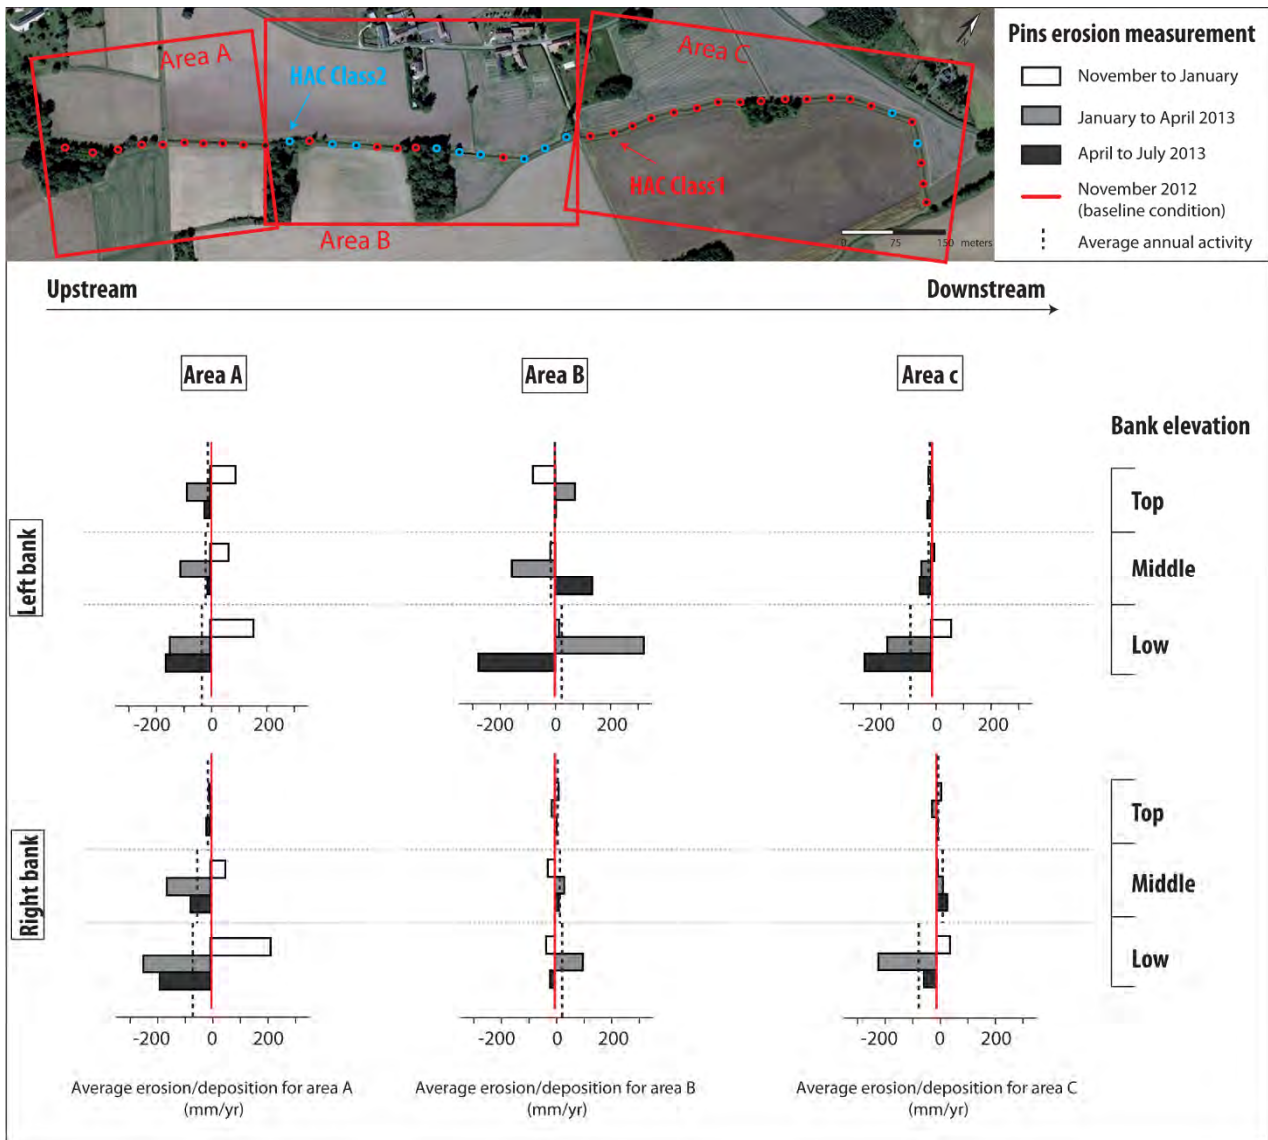 Area A
HAC Class2
Area B
Area C
HAC Class1
0 75 150 meters
N
Pins erosion measurement
November to January
January to April 2013
April to July 2013
November 2012
(baseline condition)
Average annual activity
Upstream
Downstream
Area A
Area B
Area c
Bank elevation
Left bank
Top
Middle
Low
-200 0 200
-200 0 200
-200 0 200
Right bank
Top
Middle
Low
-200 0 200
-200 0 200
-200 0 200
Average erosion/deposition for area A
(mm/yr)
Average erosion/deposition for area B
(mm/yr)
Average erosion/deposition for area C
(mm/yr)